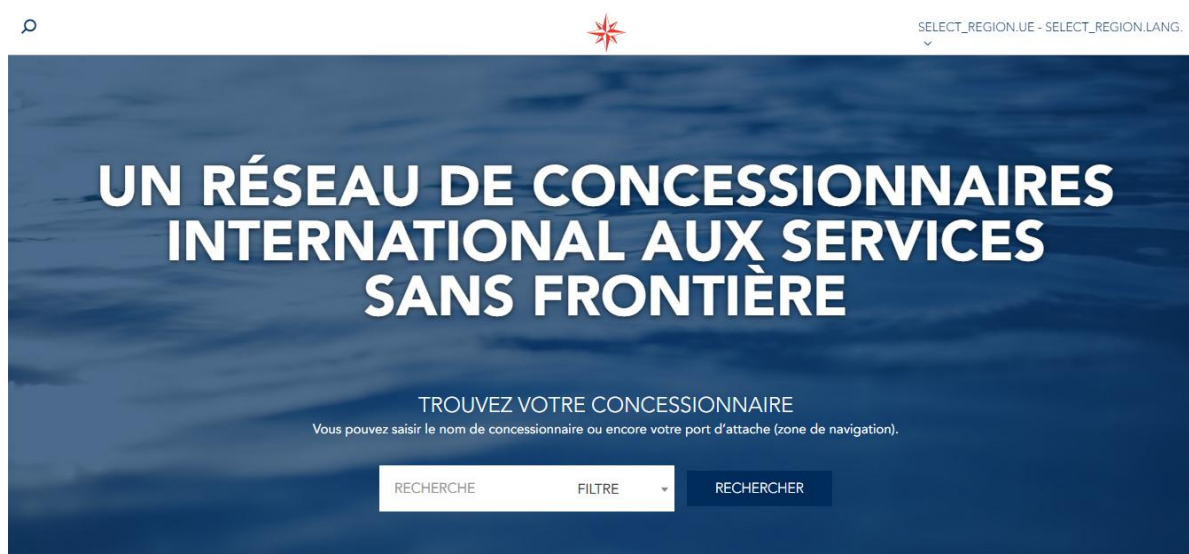 SELECT_REGION.UE - SELECT_REGION.LANG.
UN RÉSEAU DE CONCESSIONNAIRES
INTERNATIONAL AUX SERVICES
SANS FRONTIÈRE
TROUVEZ VOTRE CONCESSIONNAIRE
Vous pouvez saisir le nom de concessionnaire ou encore votre port d'attache (zone de navigation).
RECHERCHE FILTRE RECHERCHER